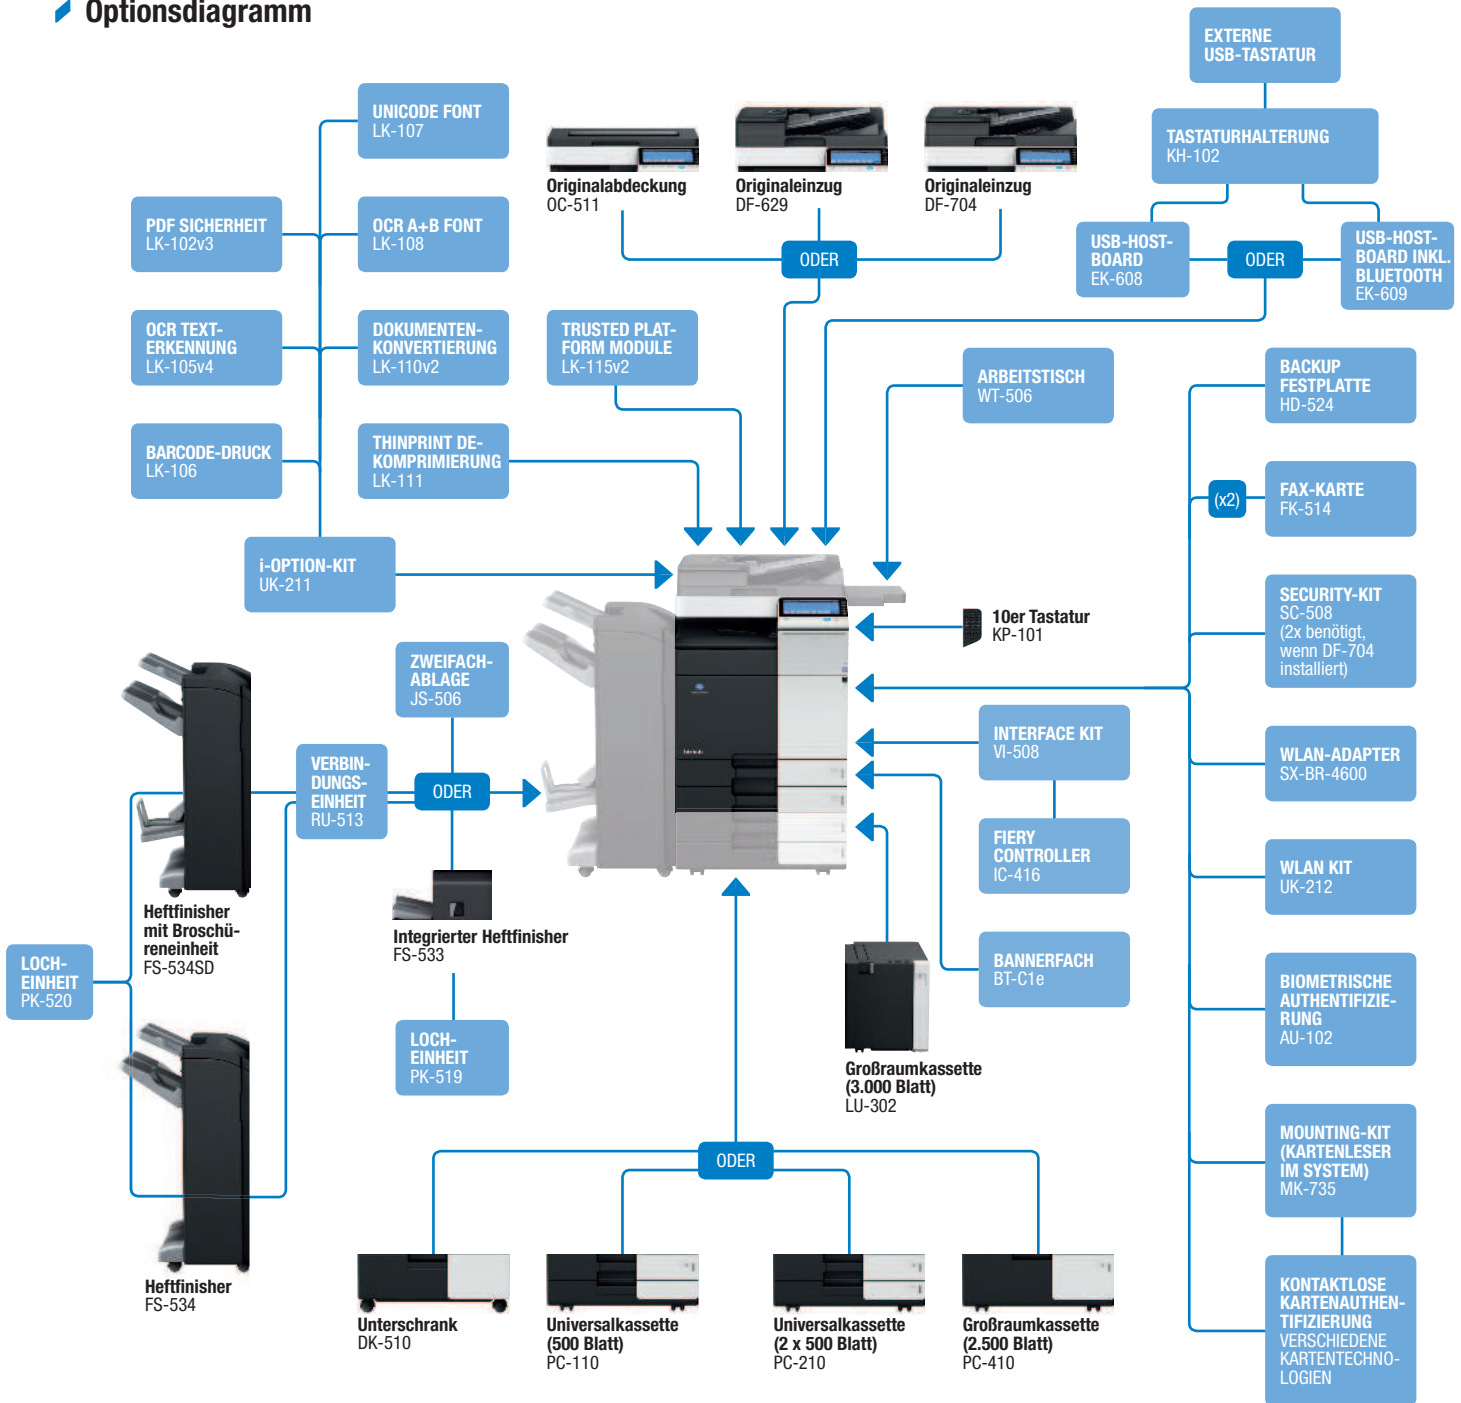 Optionsdiagramm
EXTERNE
USB-TASTATUR
UNICODE FONT
LK-107
TASTATURHALTERUNG
KH-102
Originalabdeckung
OC-511
Originaleinzug
DF-629
Originaleinzug
DF-704
PDF SICHERHEIT
LK-102v3
OCR A+B FONT
LK-108
ODER
USB-HOST-
BOARD
EK-608
ODER
USB-HOST-
BOARD INKL.
BLUETOOTH
EK-609
OCR TEXT-
ERKENNUNG
LK-105v4
DOKUMENTEN-
KONVERTIERUNG
LK-110v2
TRUSTED PLAT-
FORM MODULE
LK-115v2
ARBEITSTISCH
WT-506
BACKUP
FESTPLATTE
HD-524
BARCODE-DRUCK
LK-106
THINPRINT DE-
KOMPRIMIERUNG
LK-111
(x2)
FAX-KARTE
FK-514
i-OPTION-KIT
UK-211
SECURITY-KIT
SC-508
(2x benötigt,
wenn DF-704
installiert)
10er Tastatur
KP-101
ZWEIFACH-
ABLAGE
JS-506
INTERFACE KIT
VI-508
WLAN-ADAPTER
SX-BR-4600
VERBIN-
DUNGS-
EINHEIT
RU-513
ODER
FIERY
CONTROLLER
IC-416
WLAN KIT
UK-212
Heftfinisher
mit Broschü-
reneinheit
FS-534SD
Integrierter Heftfinisher
FS-533
LOCH-
EINHEIT
PK-520
BANNERFACH
BT-C1e
BIOMETRISCHE
AUTHENTIFIZIE-
RUNG
AU-102
LOCH-
EINHEIT
PK-519
Großraumkassette
(3.000 Blatt)
LU-302
MOUNTING-KIT
(KARTENLESER
IM SYSTEM)
MK-735
ODER
Heftfinisher
FS-534
Unterschrank
DK-510
Universalkassette
(500 Blatt)
PC-110
Universalkassette
(2 x 500 Blatt)
PC-210
Großraumkassette
(2.500 Blatt)
PC-410
KONTAKTLOSE
KARTENAUTHEN-
TIFIZIERUNG
VERSCHIEDENE
KARTENTECHNO-
LOGIEN